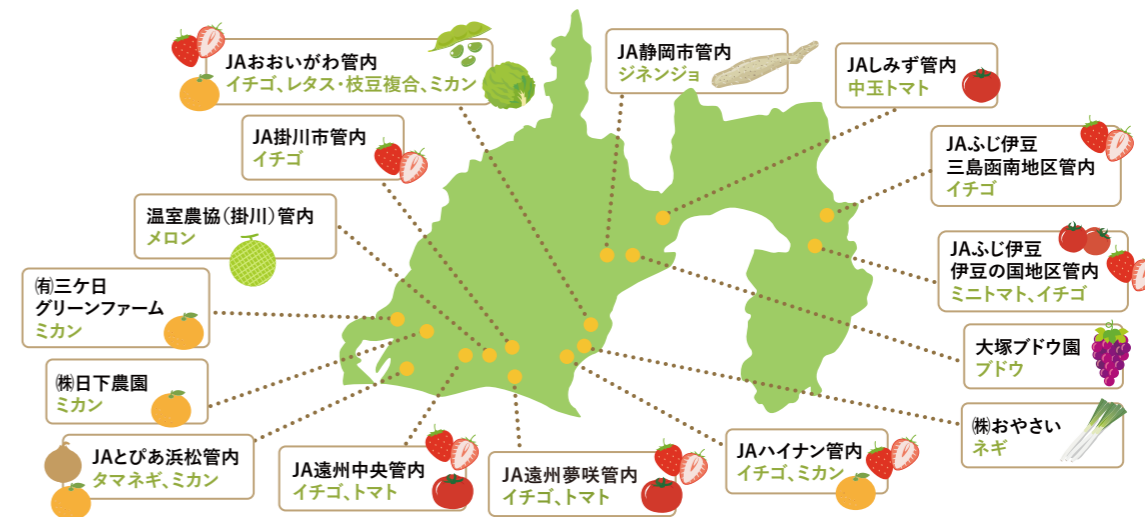 JAおおいがわ管内
イチゴ、レタス・枝豆複合、ミカン
JA静岡市管内
ジネンジョ
JAしみず管内
中玉トマト
JA掛川市管内
イチゴ
JAふじ伊豆
三島函南地区管内
イチゴ
温室農協（掛川）管内
メロン
JAふじ伊豆
伊豆の国地区管内
ミニトマト、イチゴ
㈲三ケ日
グリーンファーム
ミカン
大塚ブドウ園
ブドウ
㈱日下農園
ミカン
㈱おやさい
ネギ
JAとぴあ浜松管内
タマネギ、ミカン
JA遠州中央管内
イチゴ、トマト
JA遠州夢咲管内
イチゴ、トマト
JAハイナン管内
イチゴ、ミカン